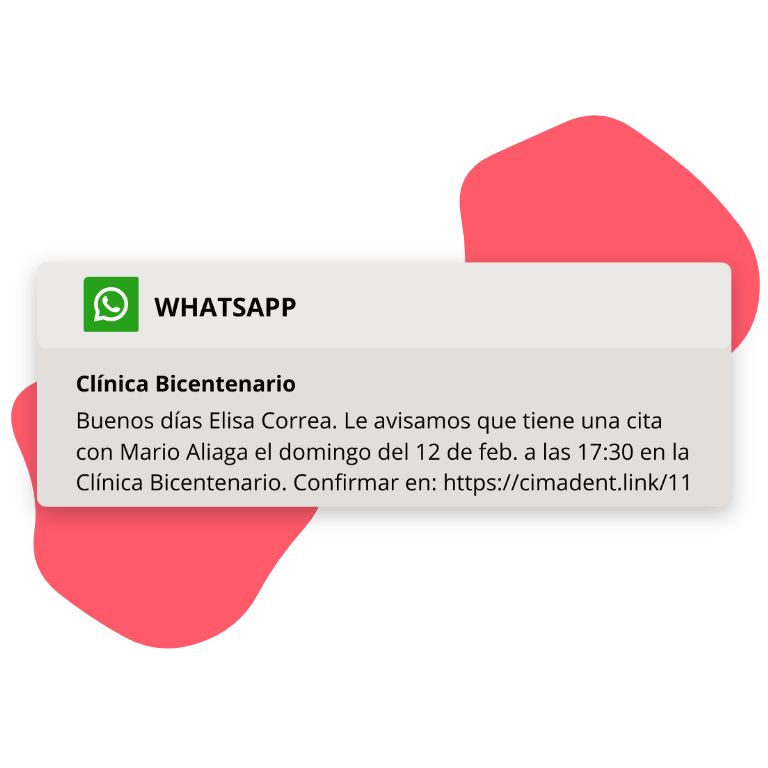 WHATSAPP
Clínica Bicentenario
Buenos días Elisa Correa. Le avisamos que tiene una cita
con Mario Aliaga el domingo del 12 de feb. a las 17:30 en la
Clínica Bicentenario. Confirmar en: https://cimadent.link/11